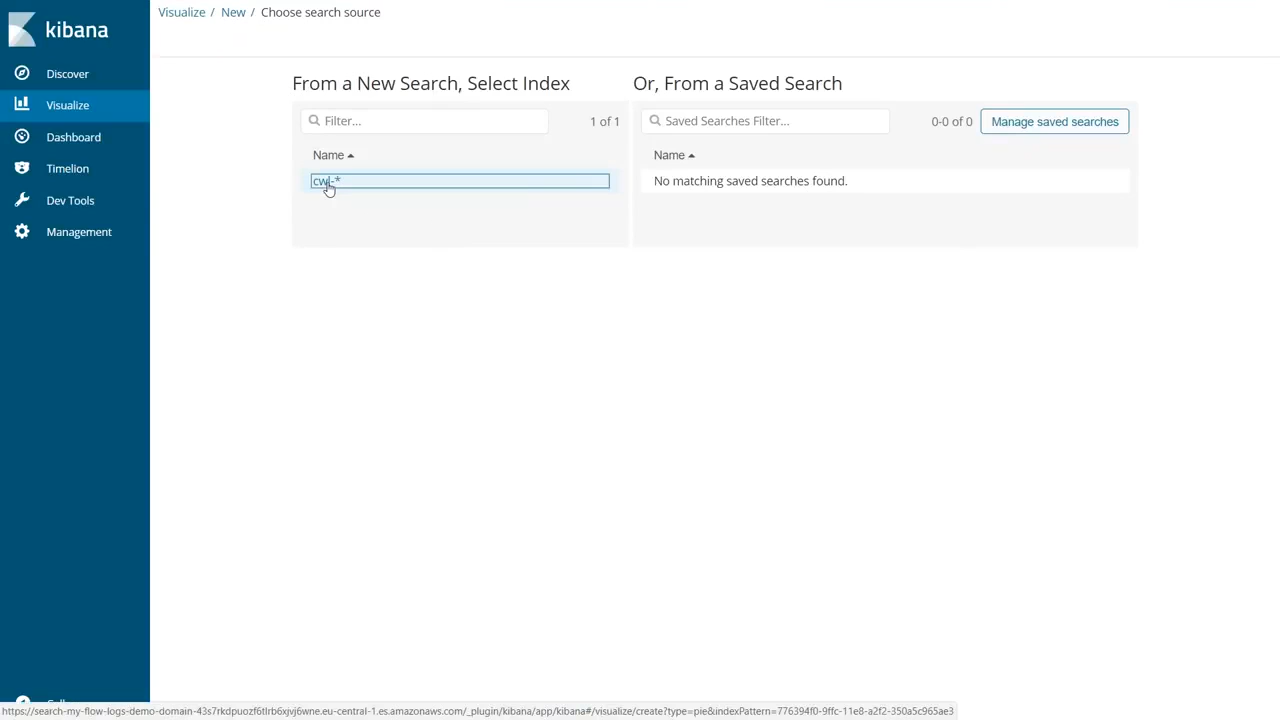 kibana
Discover
Visualize
Dashboard
Timelion
Dev Tools
Management
Visualize / New / Choose search source
From a New Search, Select Index
Filter...
1 of 1
Name
cwl-*
Or, From a Saved Search
Saved Searches Filter...
0-0 of 0
Manage saved searches
Name
No matching saved searches found.
https://search-my-flow-logs-demo-domain-43s7rkdpuozf6tlrb6xjvj6wne.eu-central-1.es.amazonaws.com/_plugin/kibana/app/kibana#/visualize/create?type=pie&indexPattern=776394f0-9ffc-11e8-a2f2-350a5c965ae3